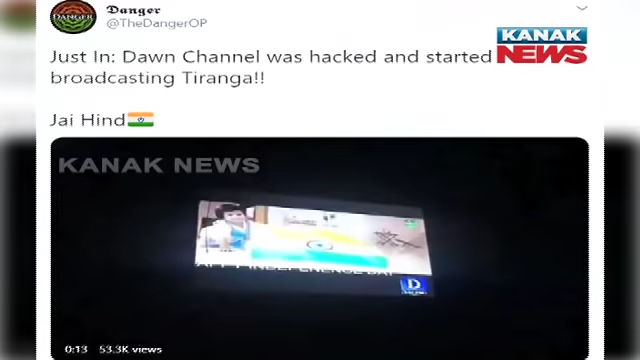 Danger
@TheDangerOP
DANGER
KANAK
NEWS
Just In: Dawn Channel was hacked and started
broadcasting Tiranga!!
Jai Hind
KANAK NEWS
D
0:13 53.3K views